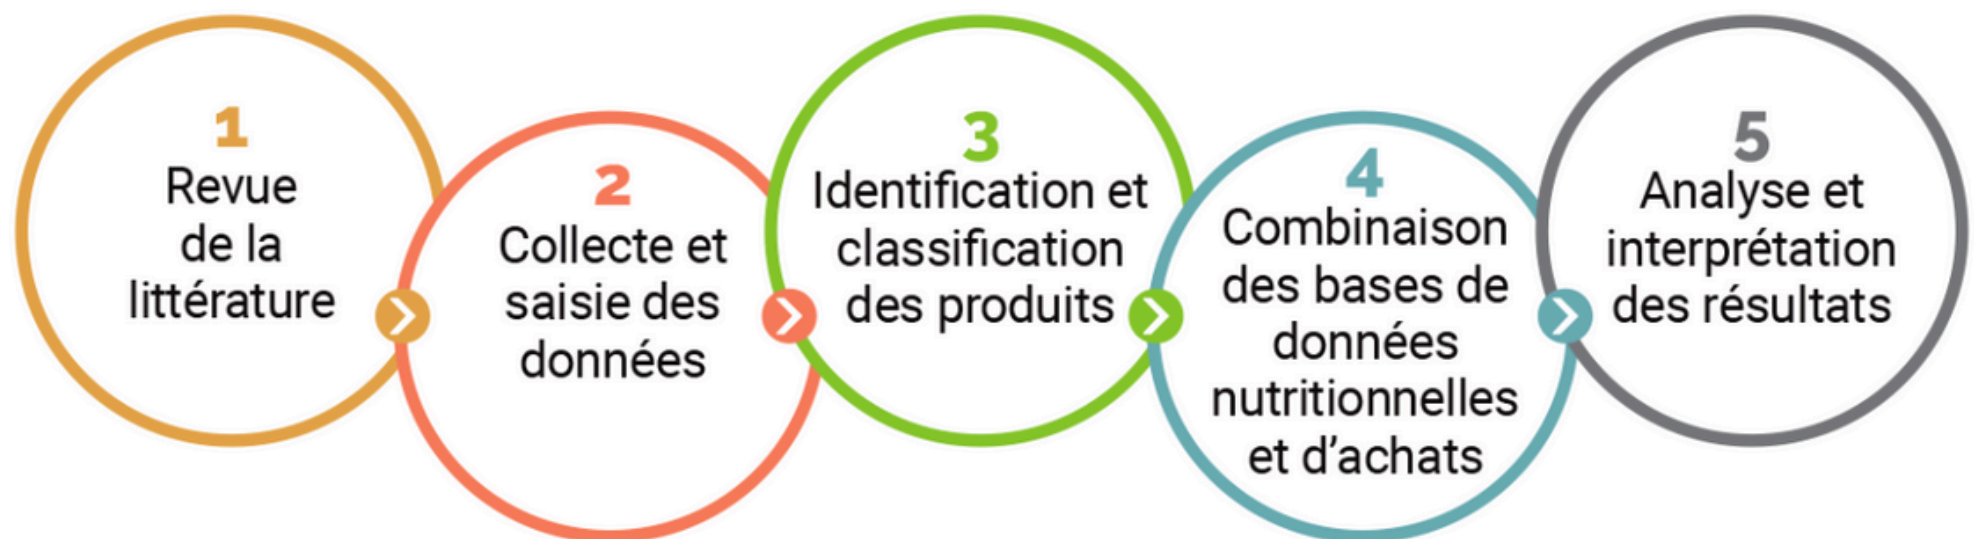 1
Revue
de la
littérature
2
Collecte et
saisie des
données
3
Identification et
classification
des produits
4
Combinaison
des bases de
données
nutritionnelles
et d’achats
5
Analyse et
interprétation
des résultats